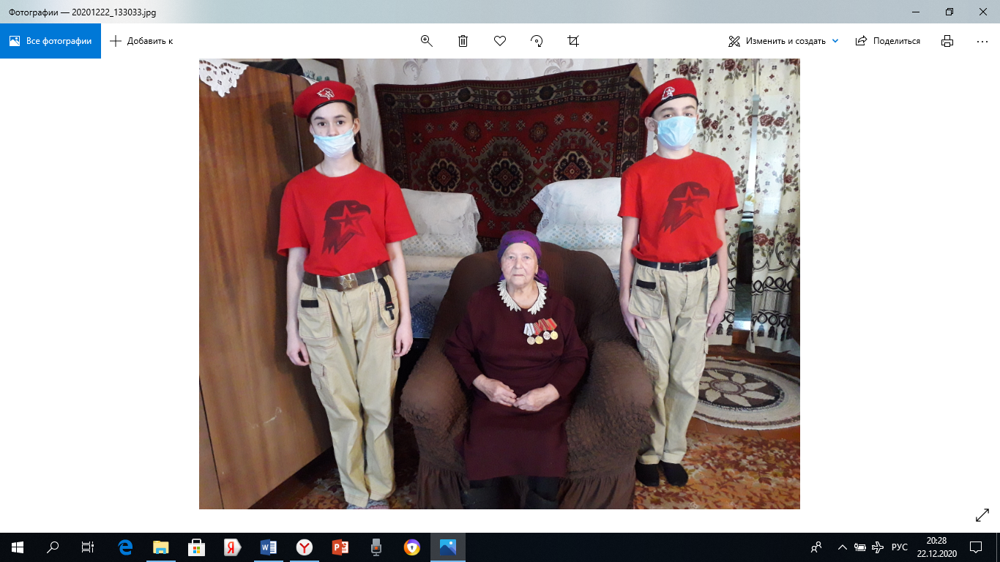 Фотографии — 20201222_133033.jpg
Все фотографии
Добавить к
Изменить и создать
Поделиться
РУС
20:28
22.12.2020